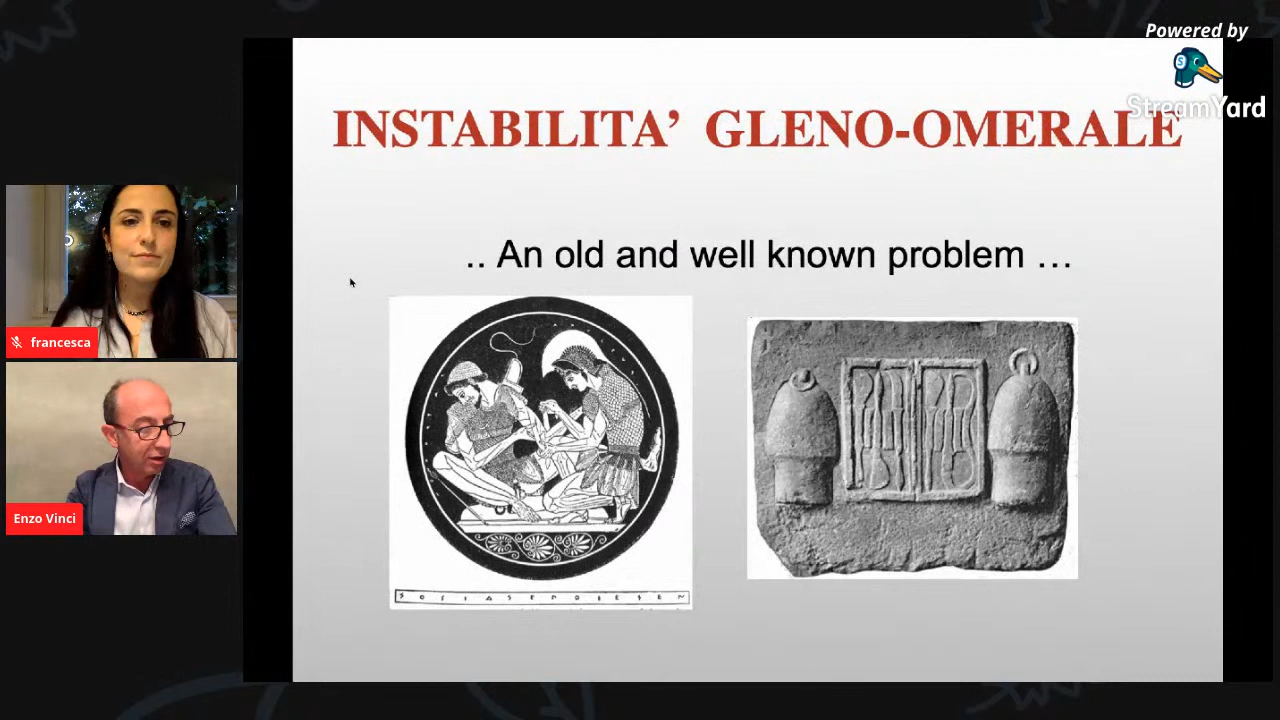 Powered by
StreamYard
INSTABILITA’ GLENO-OMERALE
.. An old and well known problem …
francesca
Enzo Vinci